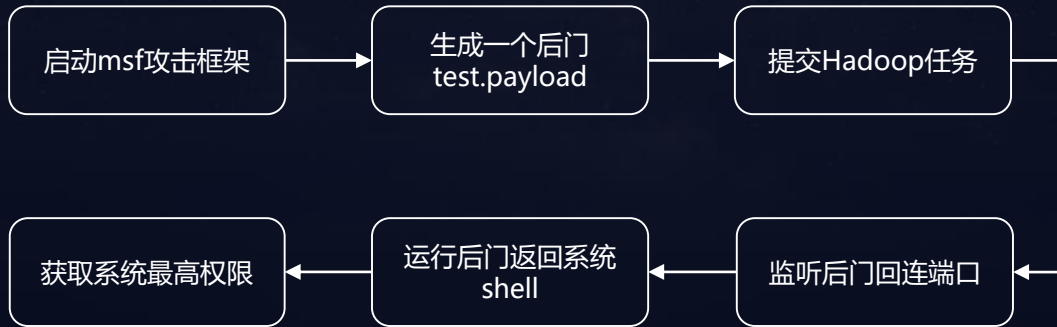 启动msf攻击框架
生成一个后门
test.payload
提交Hadoop任务
获取系统最高权限
运行后门返回系统
shell
监听后门回连端口